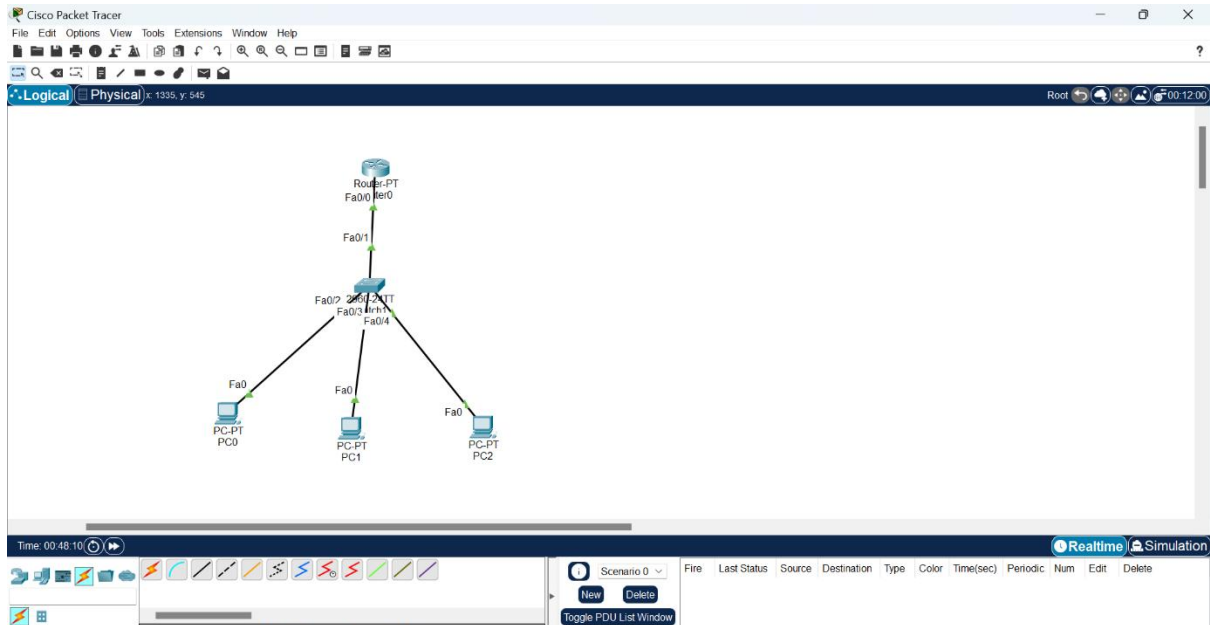 Cisco Packet Tracer
File Edit Options View Tools Extensions Window Help
?
Logical Physical x: 1335, y: 545 Root 00:12:00
Router-PT
Fa0/0
Fa0/1
Fa0/2
Fa0/3
Fa0/4
Fa0 Fa0 Fa0
PC-PT PC-PT PC-PT
PC0 PC1 PC2
Time: 00:48:10 Realtime Simulation
Scenario 0 Fire Last Status Source Destination Type Color Time(sec) Periodic Num Edit Delete
New Delete
Toggle PDU List Window